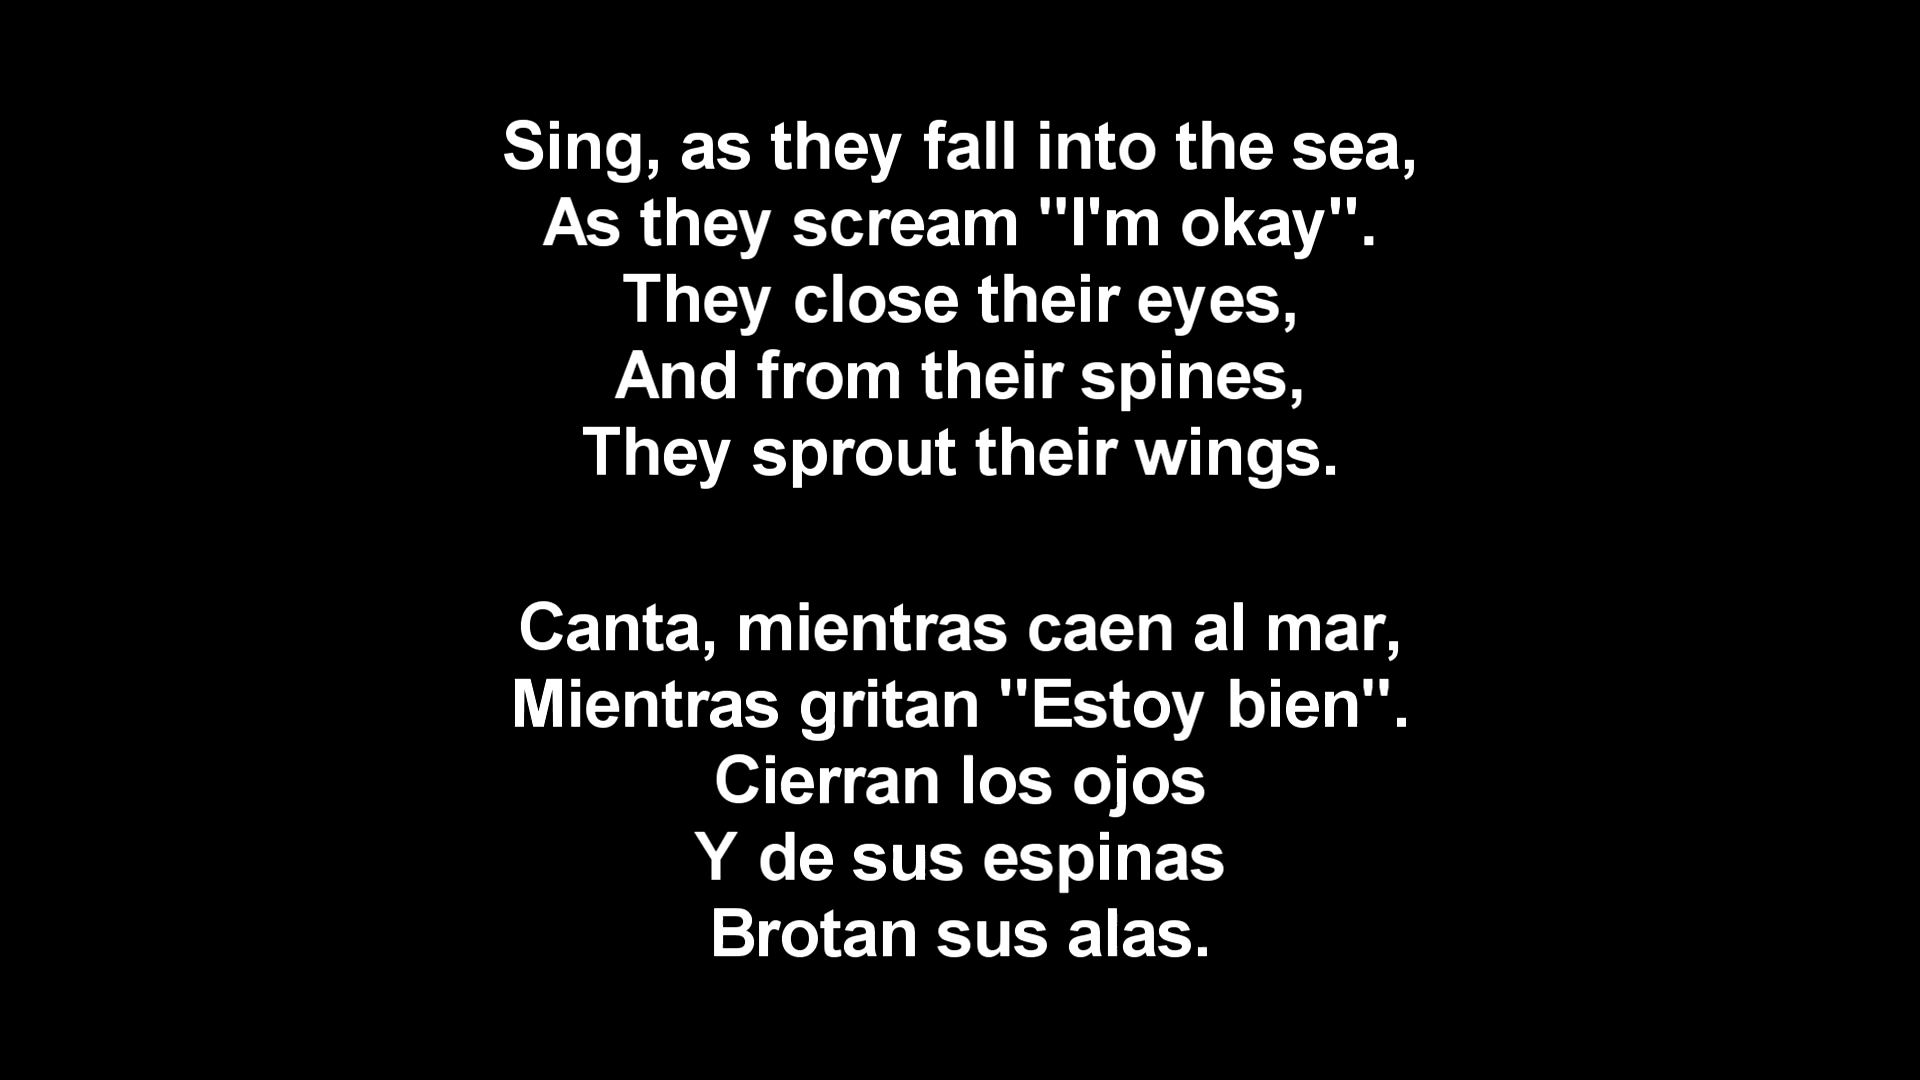 Sing, as they fall into the sea,
As they scream "I'm okay".
They close their eyes,
And from their spines,
They sprout their wings.
Canta, mientras caen al mar,
Mientras gritan "Estoy bien".
Cierran los ojos
Y de sus espinas
Brotan sus alas.